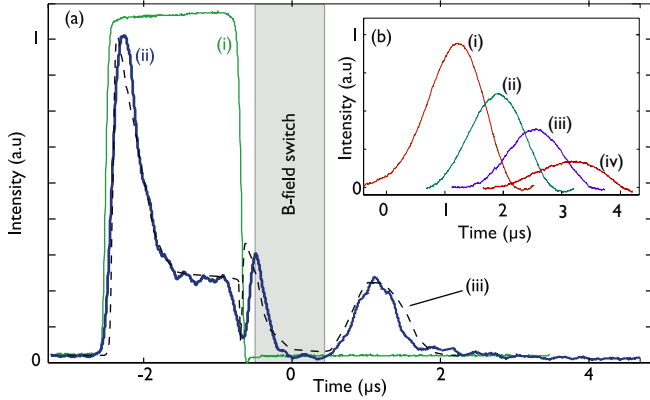 (a)
(i)
(ii)
1
Intensity (a.u)
0
B-field switch
(iii)
-2
0
2
4
Time (μs)
(b)
(i)
(ii)
(iii)
(iv)
1
Intensity (a.u)
0
0
1
2
3
4
Time (μs)